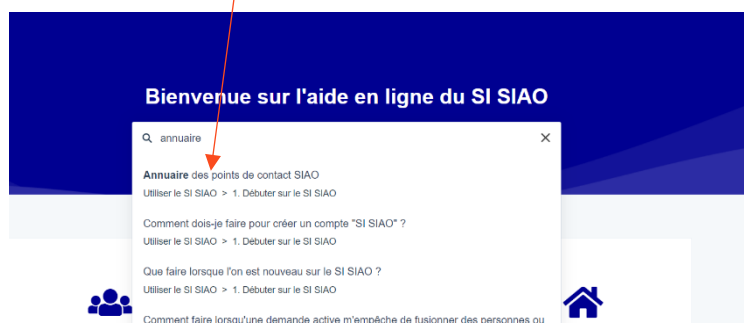 Bienvenue sur l'aide en ligne du SI SIAO
annuaire
Annuaire des points de contact SIAO
Utiliser le SI SIAO > 1. Débuter sur le SI SIAO
Comment dois-je faire pour créer un compte "SI SIAO" ?
Utiliser le SI SIAO > 1. Débuter sur le SI SIAO
Que faire lorsque l'on est nouveau sur le SI SIAO ?
Utiliser le SI SIAO > 1. Débuter sur le SI SIAO
Comment faire lorsqu'une demande active m'empêche de fusionner des personnes ou